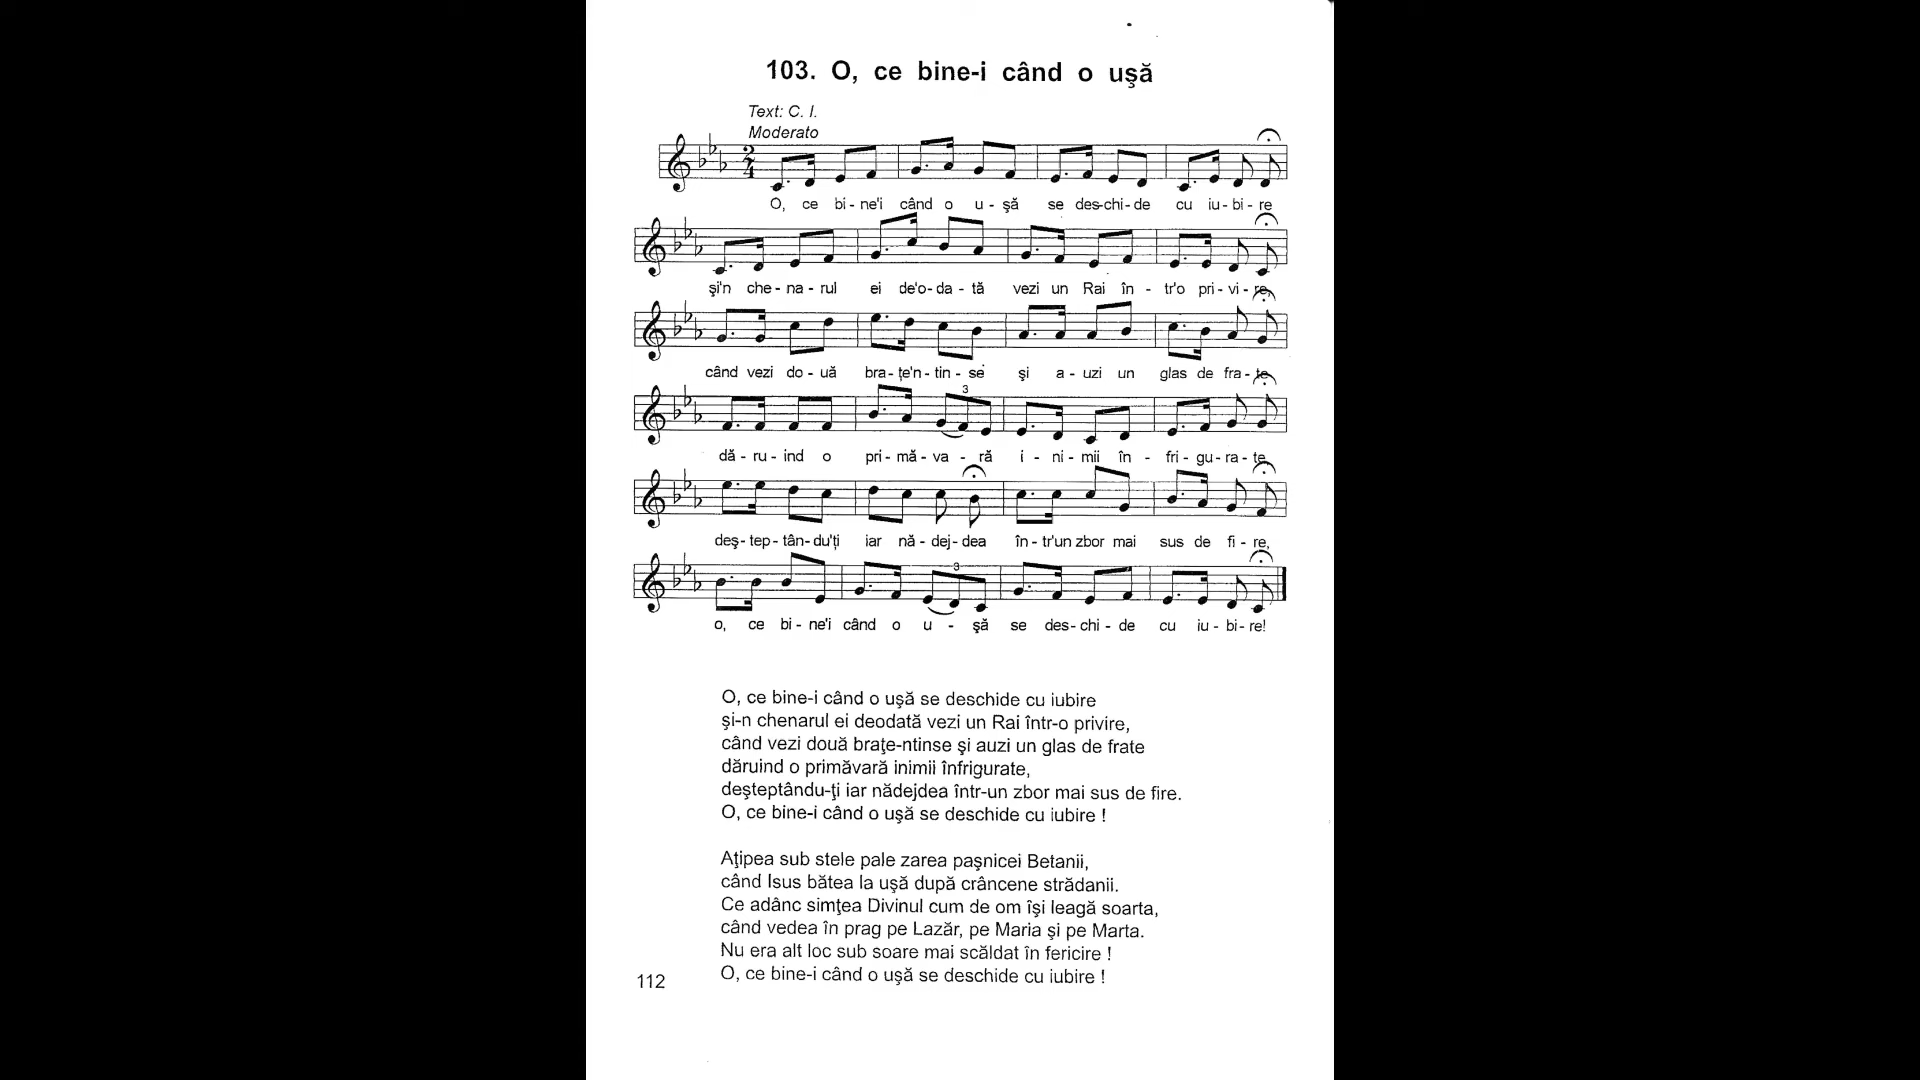 103. O, ce bine-i când o uşă
Text: C. I.
Moderato
O, ce bi - ne'i când o u - şă se des-chi-de cu iu - bi - re
şi'n che - na - rul ei de'o-da - tă vezi un Rai în - tr'o pri - vi - re,
3
când vezi do - uă bra-țe'n-tin - se şi a - uzi un glas de fra - te
3
dă - ru - ind o pri - mă - va - ră i - ni - mii în - fri - gu - ra - te,
deş - tep - tân - du'ți iar nă - dej - dea în - tr'un zbor mai sus de fi - re,
3
o, ce bi - ne'i când o u - şă se des - chi - de cu iu - bi - re!
O, ce bine-i când o uşă se deschide cu iubire
şi-n chenarul ei deodată vezi un Rai într-o privire,
când vezi două braţe-ntinse şi auzi un glas de frate
dăruind o primăvară inimii înfrigurate,
deşteptându-ţi iar nădejdea într-un zbor mai sus de fire.
O, ce bine-i când o uşă se deschide cu iubire !
Aţipea sub stele pale zarea paşnicei Betanii,
când Isus bătea la uşă după crâncene strădanii.
Ce adânc simţea Divinul cum de om îşi leagă soarta,
când vedea în prag pe Lazăr, pe Maria şi pe Marta.
Nu era alt loc sub soare mai scăldat în fericire !
O, ce bine-i când o uşă se deschide cu iubire !
112